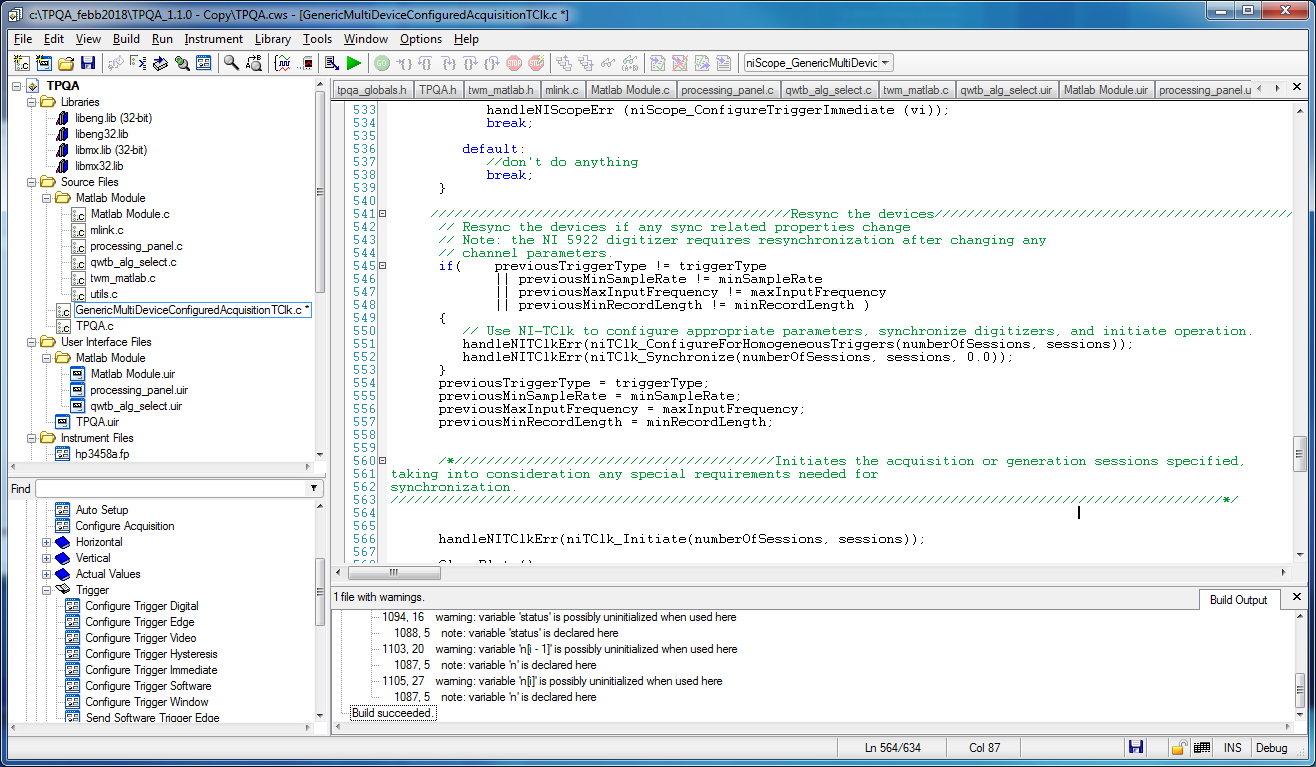 c:\TPQA_febb2018\TPQA_1.1.0 - Copy\TPQA.cws - [GenericMultiDeviceConfiguredAcquisitionTClk.c *]
File Edit View Build Run Instrument Library Tools Window Options Help
niScope_GenericMultiDevic
TPQA
Libraries
libeng.lib (32-bit)
libeng32.lib
libmx.lib (32-bit)
libmx32.lib
Source Files
Matlab Module
Matlab Module.c
mlink.c
processing_panel.c
qwtb_alg_select.c
twm_matlab.c
utils.c
GenericMultiDeviceConfiguredAcquisitionTClk.c *
TPQA.c
User Interface Files
Matlab Module
Matlab Module.uir
processing_panel.uir
qwtb_alg_select.uir
TPQA.uir
Instrument Files
hp3458a.fp
Find
Auto Setup
Configure Acquisition
Horizontal
Vertical
Actual Values
Trigger
Configure Trigger Digital
Configure Trigger Edge
Configure Trigger Video
Configure Trigger Hysteresis
Configure Trigger Immediate
Configure Trigger Software
Configure Trigger Window
Send Software Trigger Edge
tpqa_globals.h TPQA.h twm_matlab.h mlink.c Matlab Module.c processing_panel.c qwtb_alg_select.c twm_matlab.c qwtb_alg_select.uir Matlab Module.uir processing_panel.u
533 handleNIScopeErr (niScope_ConfigureTriggerImmediate (vi));
534 break;
535
536 default:
537 //don't do anything
538 break;
539 }
540
541 /////////////////////////////////////////////Resync the devices/////////////////////////////////////////////
542 // Resync the devices if any sync related properties change
543 // Note: the NI 5922 digitizer requires resynchronization after changing any
544 // channel parameters.
545 if( previousTriggerType != triggerType
546 || previousMinSampleRate != minSampleRate
547 || previousMaxInputFrequency != maxInputFrequency
548 || previousMinRecordLength != minRecordLength )
549 {
550 // Use NI-TClk to configure appropriate parameters, synchronize digitizers, and initiate operation.
551 handleNITClkErr(niTClk_ConfigureForHomogeneousTriggers(numberOfSessions, sessions));
552 handleNITClkErr(niTClk_Synchronize(numberOfSessions, sessions, 0.0));
553 }
554 previousTriggerType = triggerType;
555 previousMinSampleRate = minSampleRate;
556 previousMaxInputFrequency = maxInputFrequency;
557 previousMinRecordLength = minRecordLength;
558
559
560 /*////////////////////////////////////////Initiates the acquisition or generation sessions specified,
561 taking into consideration any special requirements needed for
562 synchronization.
563 ////////////////////////////////////////////////////////////////////////////////////////////////////////*/
564
565
566 handleNITClkErr(niTClk_Initiate(numberOfSessions, sessions));
567
1 file with warnings.
Build Output
1094, 16 warning: variable 'status' is possibly uninitialized when used here
1088, 5 note: variable 'status' is declared here
1103, 20 warning: variable 'n[i - 1]' is possibly uninitialized when used here
1087, 5 note: variable 'n' is declared here
1105, 27 warning: variable 'n[i]' is possibly uninitialized when used here
1087, 5 note: variable 'n' is declared here
Build succeeded.
Ln 564/634 Col 87 INS Debug